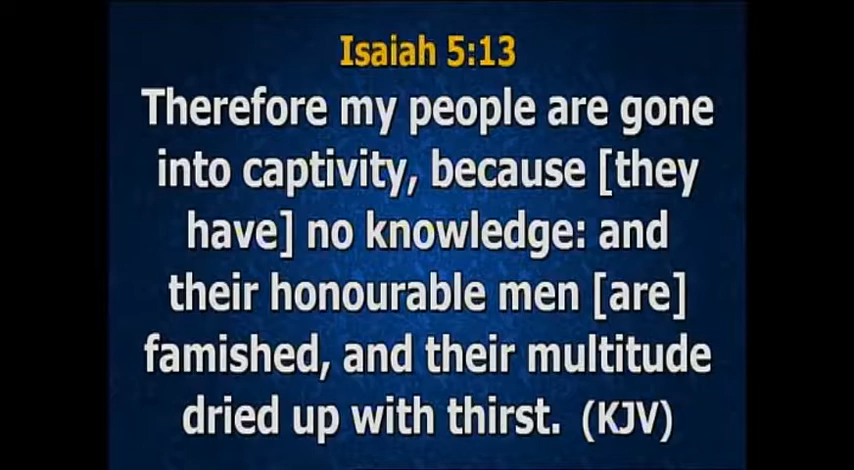 Isaiah 5:13
Therefore my people are gone
into captivity, because [they
have] no knowledge: and
their honourable men [are]
famished, and their multitude
dried up with thirst. (KJV)